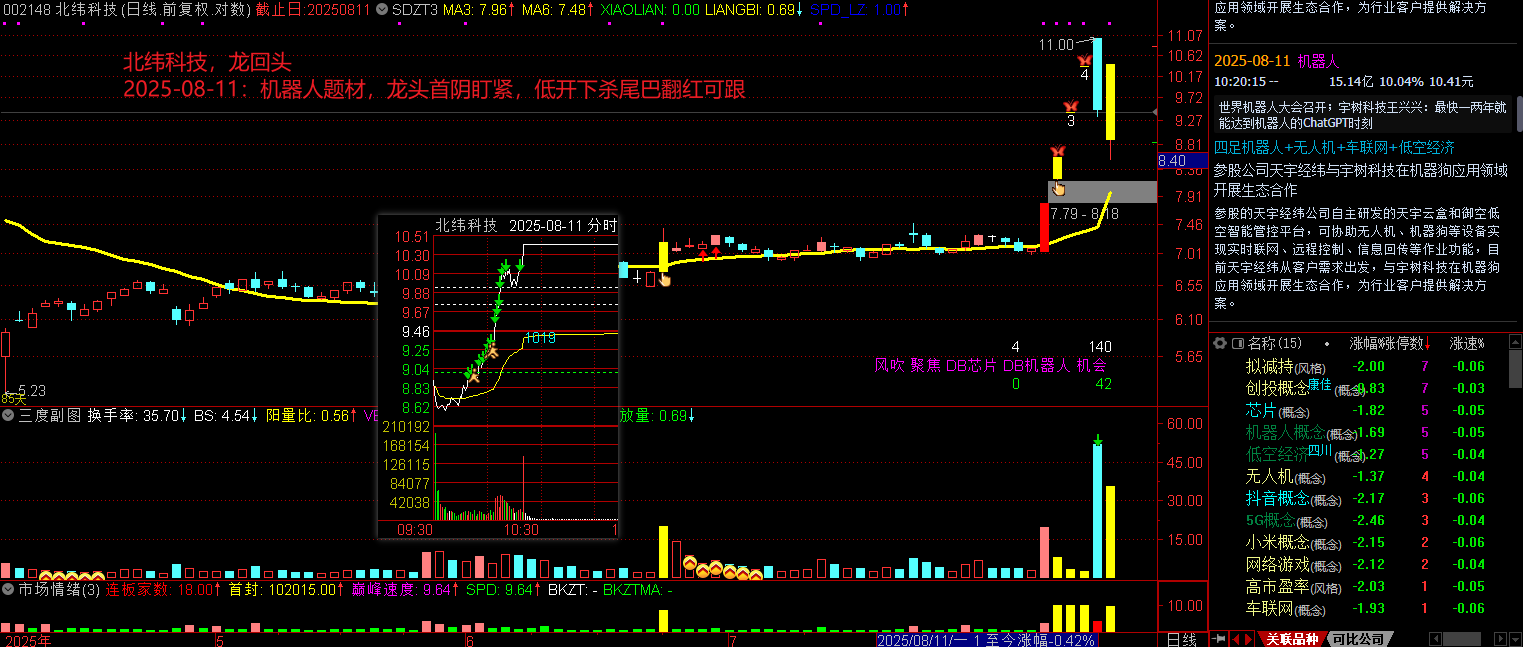 002148 北纬科技(日线.前复权.对数) 截止日:20250811 SDZT3 MA3: 7.96↑ MA6: 7.48↑ XIAOLIAN: 0.00 LIANGBI: 0.69↓ SPD_LZ 1.00↑
北纬科技，龙回头
2025-08-11：机器人题材，龙头首阴盯紧，低开下杀尾巴翻红可跟
11.00
4
3
7.79 - 8.18
11.07
10.62
10.17
9.72
9.27
8.81
8.40
8.36
7.91
7.46
7.01
6.55
6.10
5.65
5.23
85天
北纬科技 2025-08-11 分时
10.51
10.30
10.09
9.88
9.67
9.46
9.25
9.04
8.83
8.62
1019
210192
168154
126115
84077
42038
09:30 10:30 1
4 140
风吹 聚焦 DB芯片 DB机器人 机会
0 42
三度副图 换手率: 35.70↓ BS: 4.54↓ 阳量比: 0.56↑ 放量: 0.69↓
60.00
45.00
30.00
15.00
市场情绪(3) 连板家数: 18.00↑ 首封: 102015.00↑ 巅峰速度: 9.64↑ SPD: 9.64↑ BKZT: - BKZTMA: -
10.00
2025年 5 6 7 2025/08/11/一 1 至今涨幅-0.42% 日线
应用领域开展生态合作，为行业客户提供解决方
案。
2025-08-11 机器人
10:20:15 -- 15.14亿 10.04% 10.41元
世界机器人大会召开；宇树科技王兴兴：最快一两年就
能达到机器人的ChatGPT时刻
四足机器人+无人机+车联网+低空经济
参股公司天宇经纬与宇树科技在机器狗应用领域
开展生态合作
参股的天宇经纬公司自主研发的天宇云盒和御空低
空智能管控平台，可协助无人机、机器狗等设备实
现实时联网、远程控制、信息回传等作业功能，目
前天宇经纬从客户需求出发，与宇树科技在机器狗
应用领域开展生态合作，为行业客户提供解决方
案。
名称(15) 涨幅% 涨停数↓ 涨速%
拟减持(风格) -2.00 7 -0.06
创投概念康佳(概念) 0.83 7 -0.03
芯片(概念) -1.82 5 -0.05
机器人概念(概念) 1.69 5 -0.05
低空经济四川(概念) 1.27 5 -0.04
无人机(概念) -1.37 4 -0.04
抖音概念(概念) -2.17 3 -0.06
5G概念(概念) -2.46 3 -0.04
小米概念(概念) -2.15 2 -0.06
网络游戏(概念) -2.12 2 -0.04
高市盈率(风格) -2.03 1 -0.05
车联网(概念) -1.93 1 -0.06
关联品种 可比公司